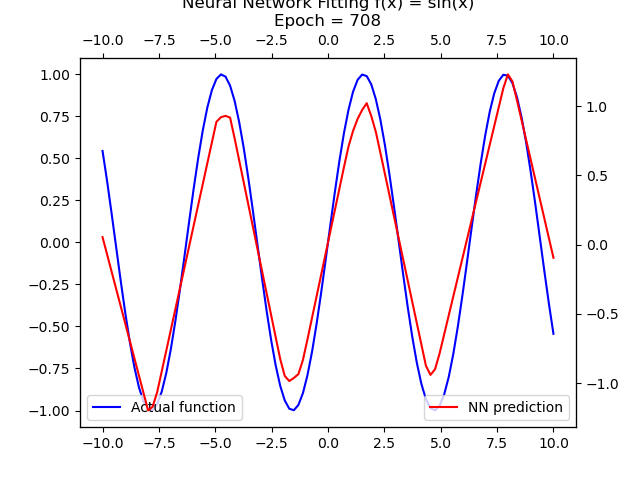 Neural Network Fitting f(x) = sin(x)
Epoch = 708
−10.0 −7.5 −5.0 −2.5 0.0 2.5 5.0 7.5 10.0
1.00
0.75
0.50
0.25
0.00
−0.25
−0.50
−0.75
−1.00
1.0
0.5
0.0
−0.5
−1.0
Actual function
NN prediction
−10.0 −7.5 −5.0 −2.5 0.0 2.5 5.0 7.5 10.0